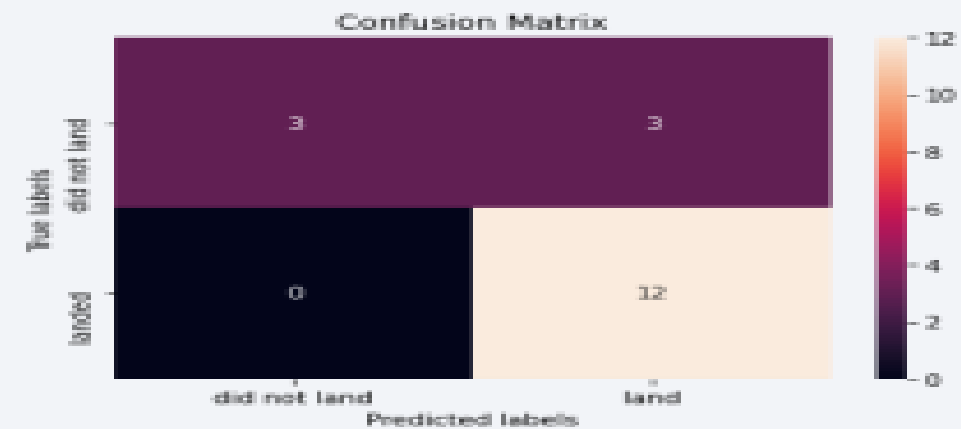 Confusion Matrix
True labels
did not land
landed
3 3
0 12
did not land land
Predicted labels
12
10
8
6
4
2
0